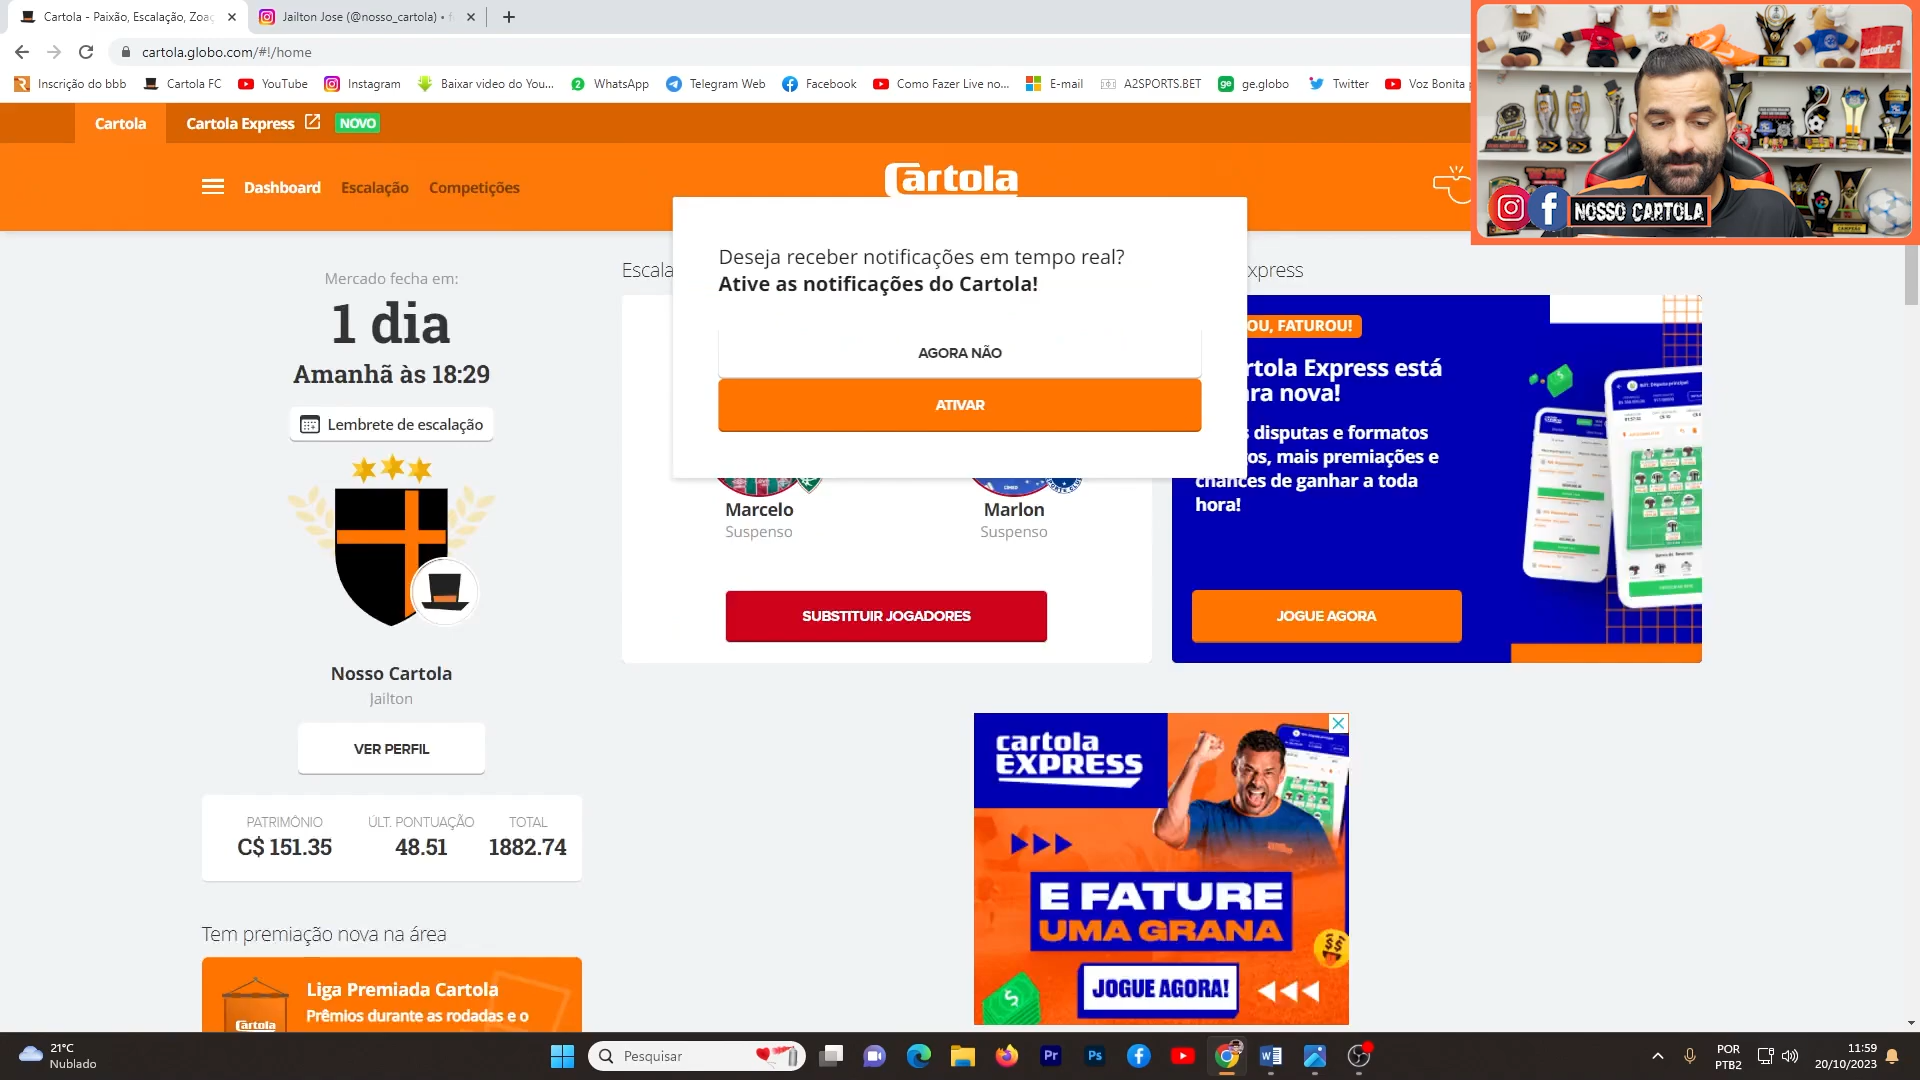 Cartola - Paixão, Escalação, Zoaç
Jailton Jose (@nosso_cartola) • f
cartola.globo.com/#!/home
Inscrição do bbb
Cartola FC
YouTube
Instagram
Baixar video do You...
WhatsApp
Telegram Web
Facebook
Como Fazer Live no...
E-mail
A2SPORTS.BET
ge.globo
Twitter
Voz Bonita
Cartola
Cartola Express
NOVO
Dashboard
Escalação
Competições
Cartola
NOSSO CARTOLA
Mercado fecha em:
1 dia
Amanhã às 18:29
Lembrete de escalação
Nosso Cartola
Jailton
VER PERFIL
PATRIMÔNIO
ÚLT. PONTUAÇÃO
TOTAL
C$ 151.35
48.51
1882.74
Tem premiação nova na área
Liga Premiada Cartola
Prêmios durante as rodadas e o
Cartola
Escala
Deseja receber notificações em tempo real?
Ative as notificações do Cartola!
AGORA NÃO
ATIVAR
Marcelo
Suspenso
Marlon
Suspenso
SUBSTITUIR JOGADORES
xpress
OU, FATUROU!
rtola Express está
ra nova!
s disputas e formatos
os, mais premiações e
chances de ganhar a toda
hora!
JOGUE AGORA
cartola
EXPRESS
E FATURE
UMA GRANA
JOGUE AGORA!
21°C
Nublado
Pesquisar
POR
PTB2
11:59
20/10/2023